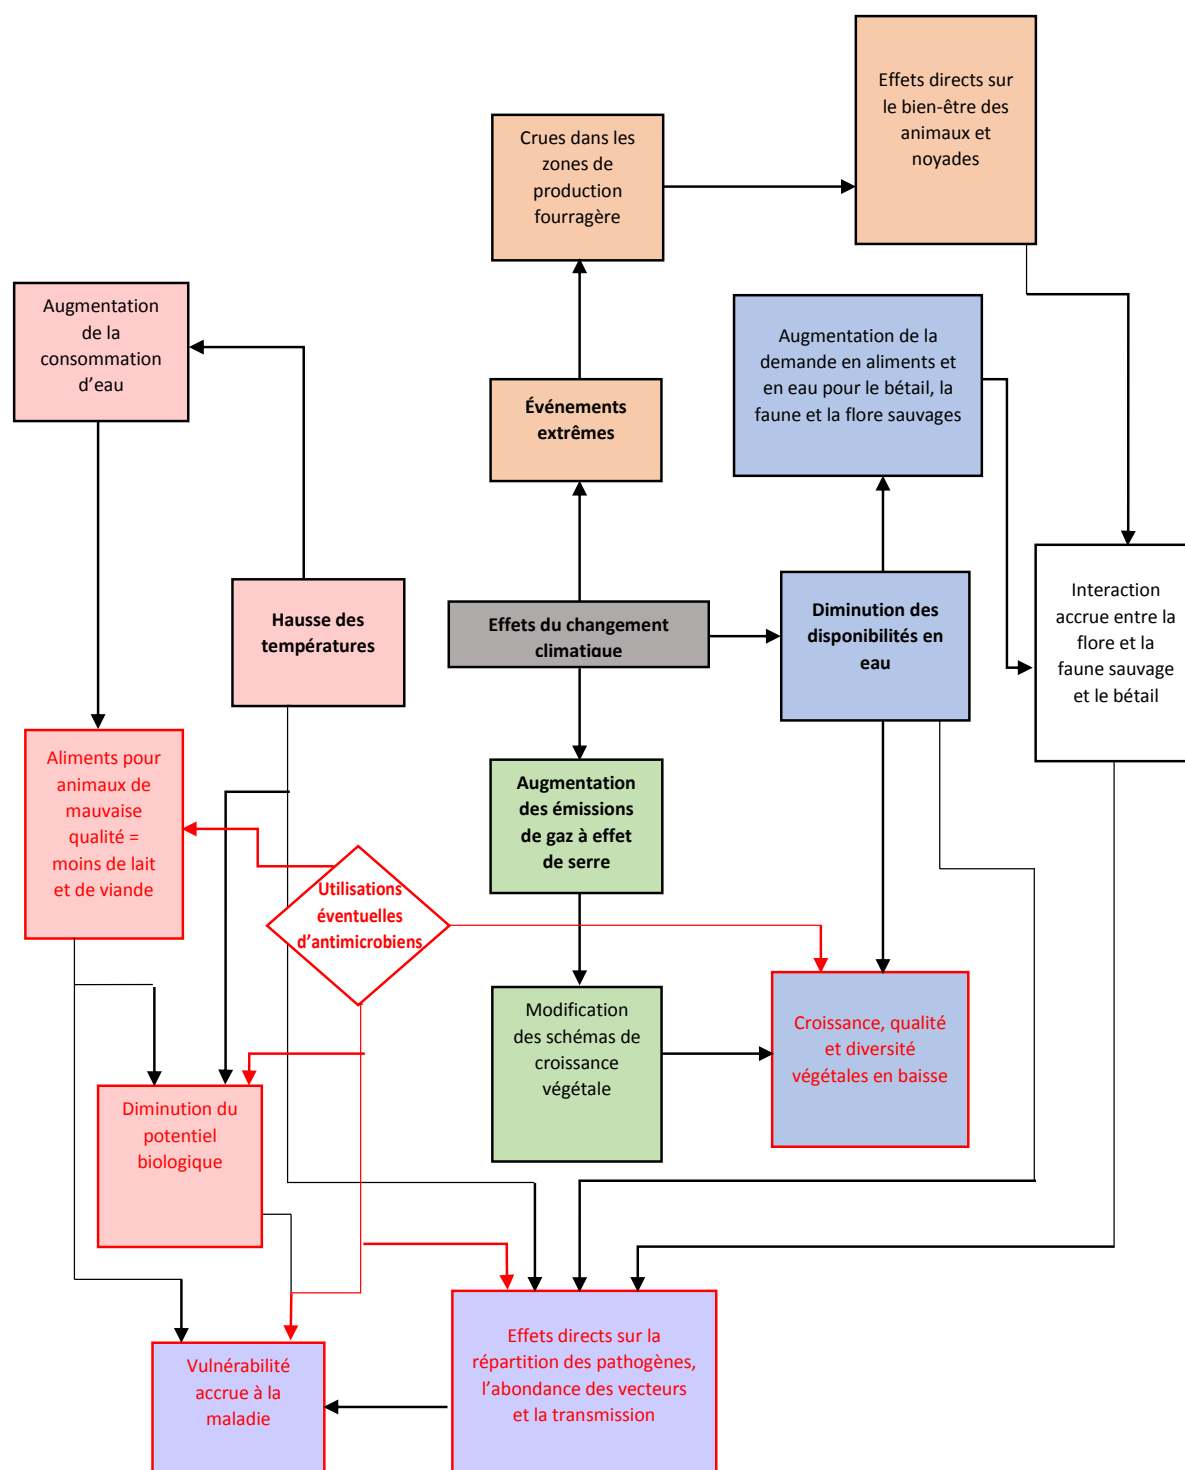 Effets directs sur
le bien-être des
animaux et
noyades
Crues dans les
zones de
production
fourragère
Augmentation
de la
consommation
d’eau
Augmentation de la
demande en aliments et
en eau pour le bétail, la
faune et la flore sauvages
Événements
extrêmes
Hausse des
températures
Effets du changement
climatique
Diminution des
disponibilités en
eau
Interaction
accrue entre la
flore et la
faune sauvage
et le bétail
Aliments pour
animaux de
mauvaise
qualité =
moins de lait
et de viande
Augmentation
des émissions
de gaz à effet
de serre
Utilisations
éventuelles
d’antimicrobiens
Modification
des schémas de
croissance
végétale
Croissance, qualité
et diversité
végétales en baisse
Diminution du
potentiel
biologique
Vulnérabilité
accrue à la
maladie
Effets directs sur la
répartition des pathogènes,
l’abondance des vecteurs
et la transmission